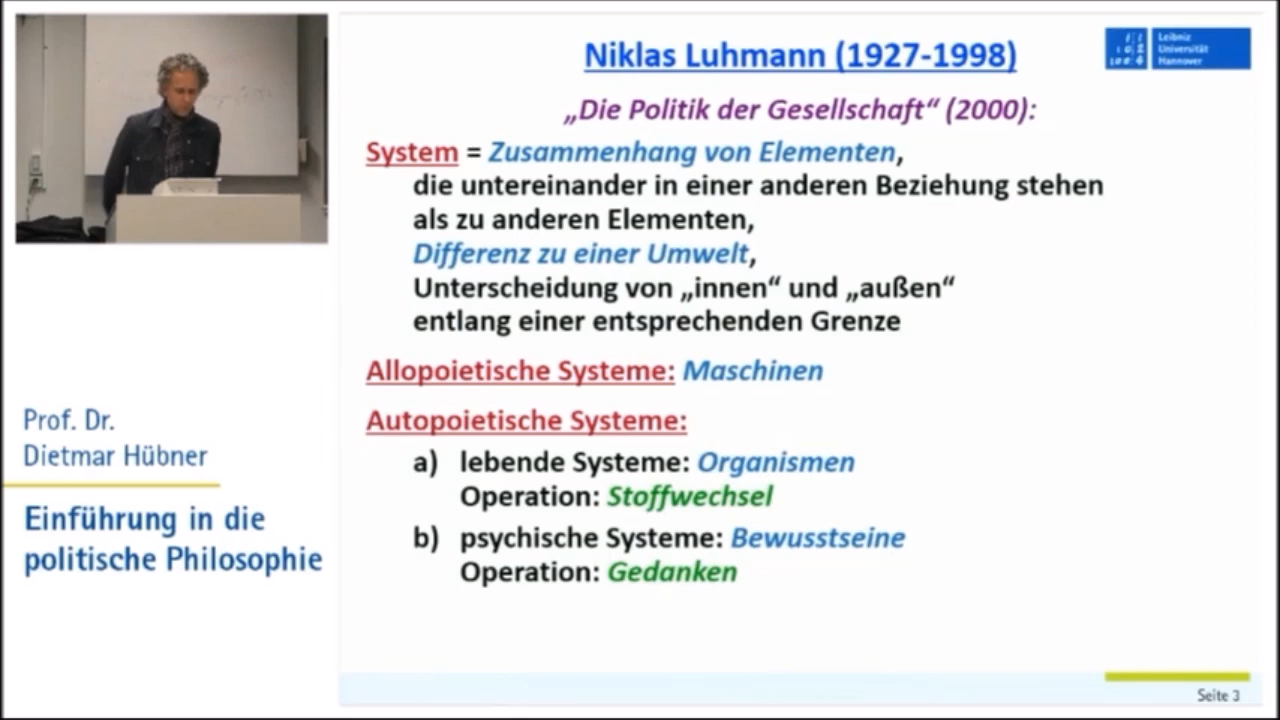 Niklas Luhmann (1927-1998)
Leibniz
Universität
Hannover
„Die Politik der Gesellschaft“ (2000):
System = Zusammenhang von Elementen,
die untereinander in einer anderen Beziehung stehen
als zu anderen Elementen,
Differenz zu einer Umwelt,
Unterscheidung von „innen“ und „außen“
entlang einer entsprechenden Grenze
Allopoietische Systeme: Maschinen
Autopoietische Systeme:
a) lebende Systeme: Organismen
Operation: Stoffwechsel
b) psychische Systeme: Bewusstseine
Operation: Gedanken
Prof. Dr.
Dietmar Hübner
Einführung in die
politische Philosophie
Seite 3